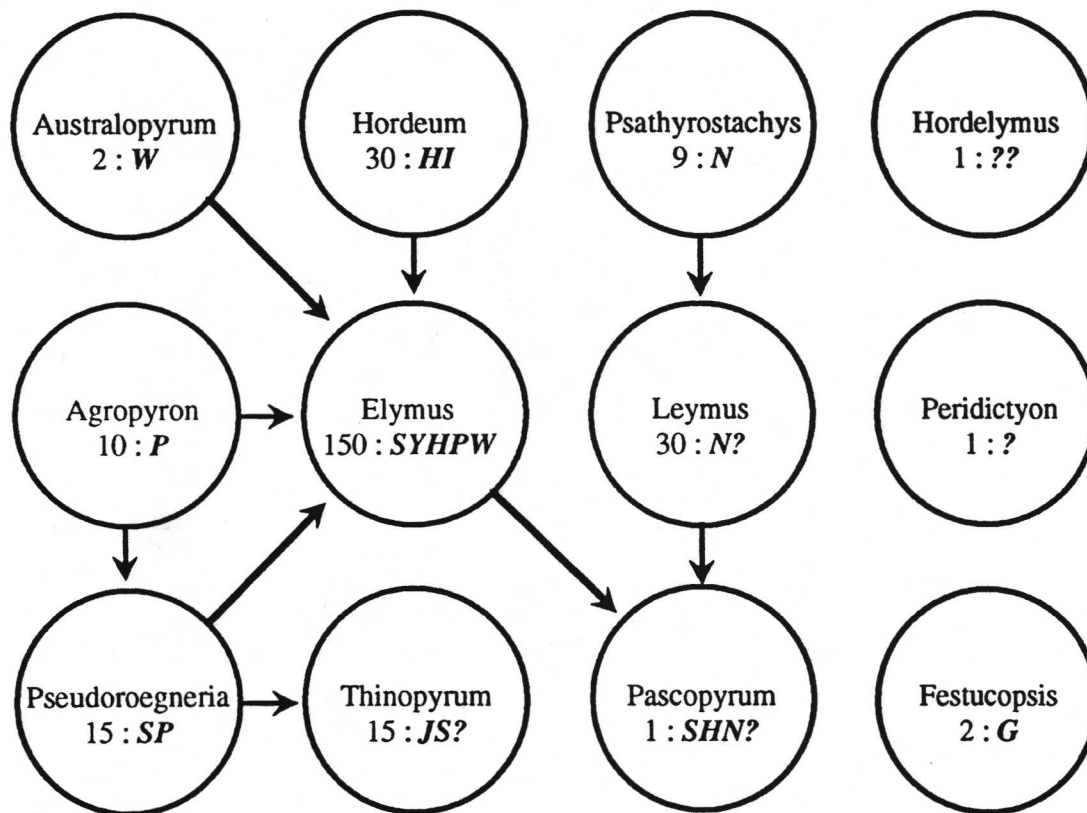 Australopyrum
2 : W
Hordeum
30 : HI
Psathyrostachys
9 : N
Hordelymus
1 : ??
Agropyron
10 : P
Elymus
150 : SYHPW
Leymus
30 : N?
Peridictyon
1 : ?
Pseudoroegneria
15 : SP
Thinopyrum
15 : JS?
Pascopyrum
1 : SHN?
Festucopsis
2 : G